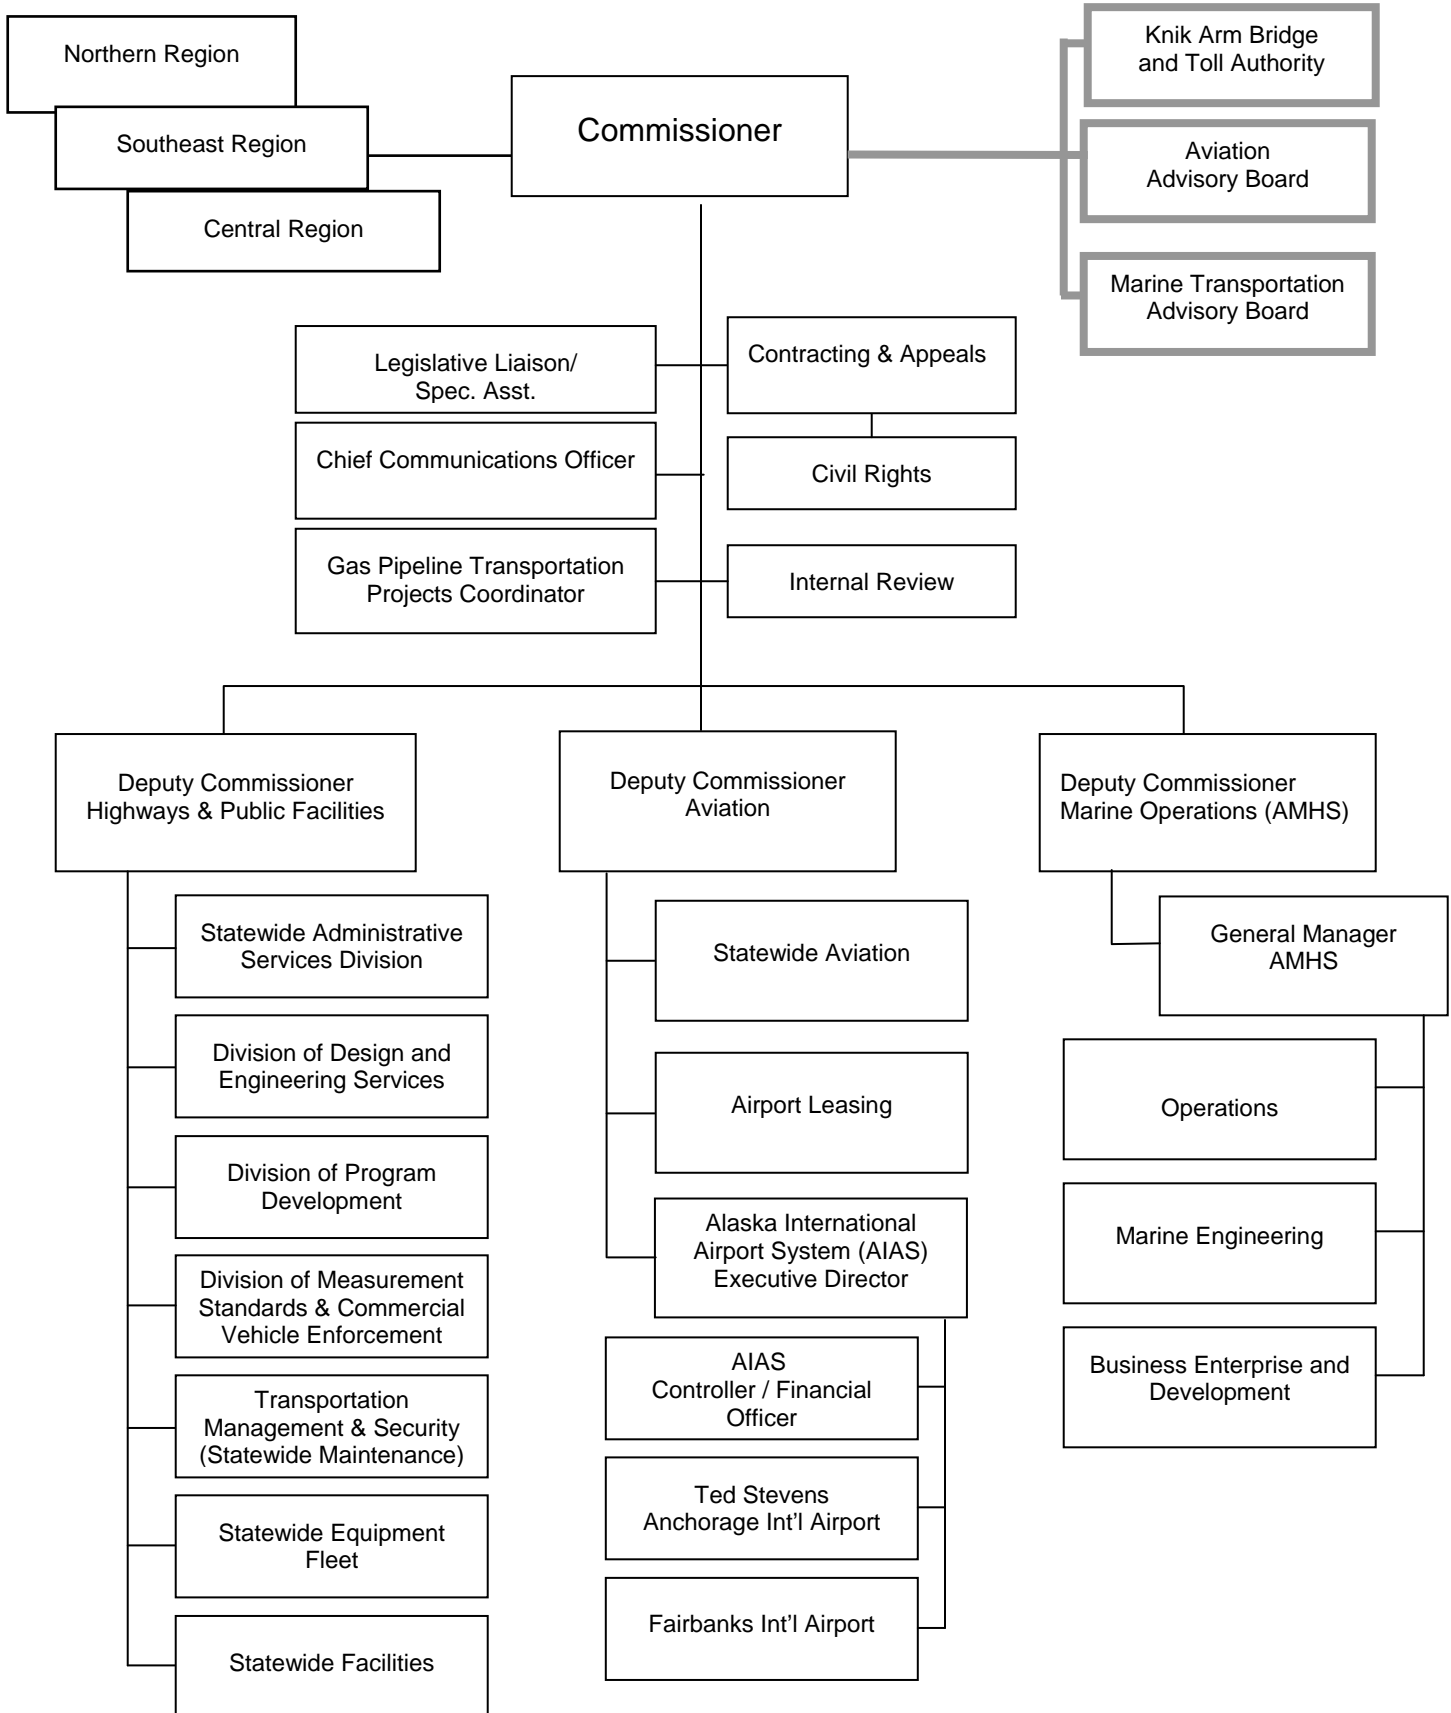 Northern Region
Southeast Region
Central Region
Commissioner
Knik Arm Bridge
and Toll Authority
Aviation
Advisory Board
Marine Transportation
Advisory Board
Legislative Liaison/
Spec. Asst.
Contracting & Appeals
Chief Communications Officer
Civil Rights
Gas Pipeline Transportation
Projects Coordinator
Internal Review
Deputy Commissioner
Highways & Public Facilities
Statewide Administrative
Services Division
Division of Design and
Engineering Services
Division of Program
Development
Division of Measurement
Standards & Commercial
Vehicle Enforcement
Transportation
Management & Security
(Statewide Maintenance)
Statewide Equipment
Fleet
Statewide Facilities
Deputy Commissioner
Aviation
Statewide Aviation
Airport Leasing
Alaska International
Airport System (AIAS)
Executive Director
AIAS
Controller / Financial
Officer
Ted Stevens
Anchorage Int’l Airport
Fairbanks Int’l Airport
Deputy Commissioner
Marine Operations (AMHS)
General Manager
AMHS
Operations
Marine Engineering
Business Enterprise and
Development